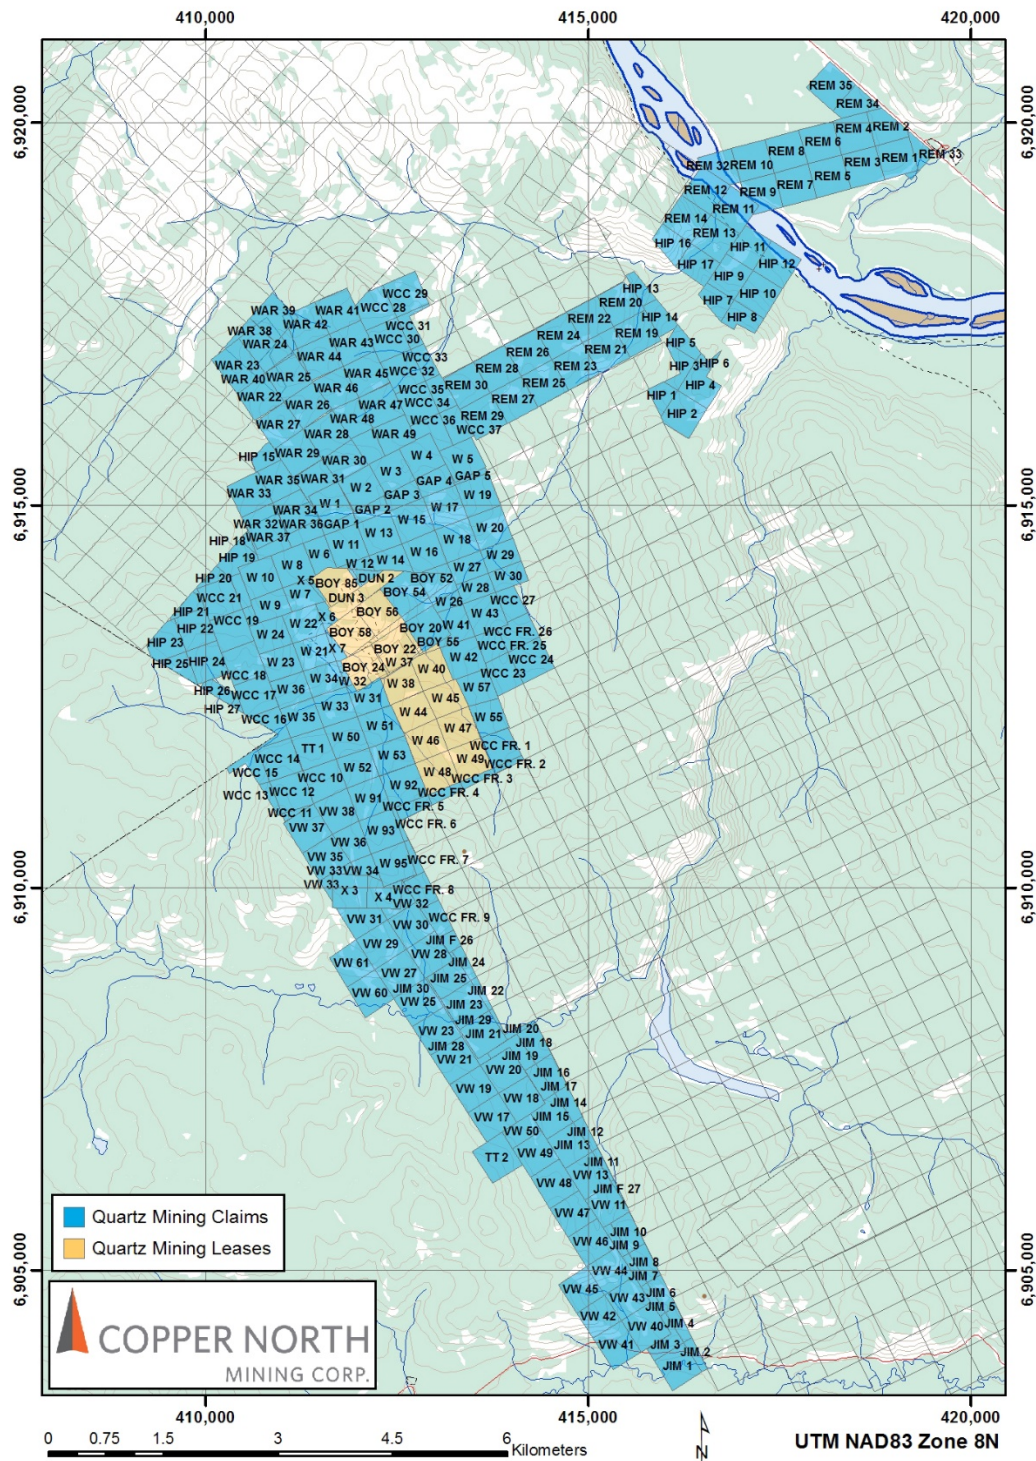 410,000 415,000 420,000
6,920,000 6,920,000
6,915,000 6,915,000
6,910,000 6,910,000
6,905,000 6,905,000
REM 35
REM 34
REM 4 REM 2
REM 6
REM 8 REM 3 REM 1 REM 33
REM 32 REM 10
REM 7 REM 5
REM 12 REM 9
REM 11
REM 14
REM 13
HIP 16 HIP 11
HIP 17 HIP 12
HIP 9
HIP 7 HIP 10
HIP 8
HIP 13
REM 20
REM 22 HIP 14
REM 24 REM 19
REM 26 REM 21 HIP 5
REM 28 REM 23 HIP 3 HIP 6
REM 30 REM 25 HIP 4
REM 27 HIP 1
REM 29 HIP 2
WCC 37
WCC 29
WAR 39 WAR 41 WCC 28
WAR 42 WCC 31
WAR 38 WCC 30
WAR 24 WAR 43
WAR 44 WCC 33
WAR 23 WAR 45 WCC 32
WAR 40 WAR 25
WAR 46 WCC 35
WAR 22 WAR 26 WAR 47 WCC 34
WAR 27 WAR 48 WCC 36
WAR 28 WAR 49
HIP 15 WAR 29 WAR 30 W 4 W 5
W 3
WAR 35 WAR 31 GAP 4 GAP 5
WAR 33 W 2 GAP 3 W 19
WAR 34 W 1 GAP 2 W 17
WAR 32 WAR 36 GAP 1 W 15 W 20
HIP 18 WAR 37 W 13 W 18
HIP 19 W 6 W 11 W 16 W 29
W 8 W 12 W 14 W 27
HIP 20 W 10 X 5 BOY 85 DUN 2 BOY 52 W 30
WCC 21 W 7 DUN 3 BOY 54 W 28
HIP 21 W 9 BOY 56 W 26 WCC 27
WCC 19 X 6 W 43
HIP 22 W 22 BOY 58 BOY 20 W 41 WCC FR. 26
HIP 23 W 24 X 7 BOY 22 BOY 55 WCC FR. 25
HIP 25 HIP 24 W 21 W 42 WCC 24
WCC 18 W 23 BOY 24 W 37 W 40 WCC 23
HIP 26 W 34 W 32 W 38 W 57
WCC 17 W 36 W 31 W 45
HIP 27 W 33 W 44 W 55
WCC 16 W 35 W 51 W 47
W 50 W 46 WCC FR. 1
TT 1 W 53 W 49 WCC FR. 2
WCC 14
WCC 15 W 52 W 48 WCC FR. 3
WCC 10 W 92 WCC FR. 4
WCC 13 WCC 12 W 91 WCC FR. 5
WCC 11 VW 38
VW 37 W 93 WCC FR. 6
VW 36
VW 35 W 95 WCC FR. 7
VW 33 VW 34
VW 33 X 3 WCC FR. 8
X 4 VW 32
VW 31 VW 30 WCC FR. 9
VW 29 JIM F 26
VW 61 VW 28 JIM 24
VW 27 JIM 25
VW 60 JIM 30 JIM 22
VW 25 JIM 23
JIM 29
VW 23 JIM 21 JIM 20
JIM 28 JIM 18
VW 21 JIM 19
VW 20 JIM 16
VW 19 JIM 17
VW 18 JIM 14
VW 17 JIM 15
VW 50 JIM 12
JIM 13
TT 2 VW 49 JIM 11
VW 48 VW 13
JIM F 27
VW 47 VW 11
JIM 10
VW 46 JIM 9
JIM 8
VW 44 JIM 7
VW 45 VW 43 JIM 6
JIM 5
VW 42 VW 40 JIM 4
VW 41 JIM 3
JIM 2
JIM 1
Quartz Mining Claims
Quartz Mining Leases
COPPER NORTH
MINING CORP.
410,000 415,000 420,000
0 0.75 1.5 3 4.5 6
Kilometers
N
UTM NAD83 Zone 8N